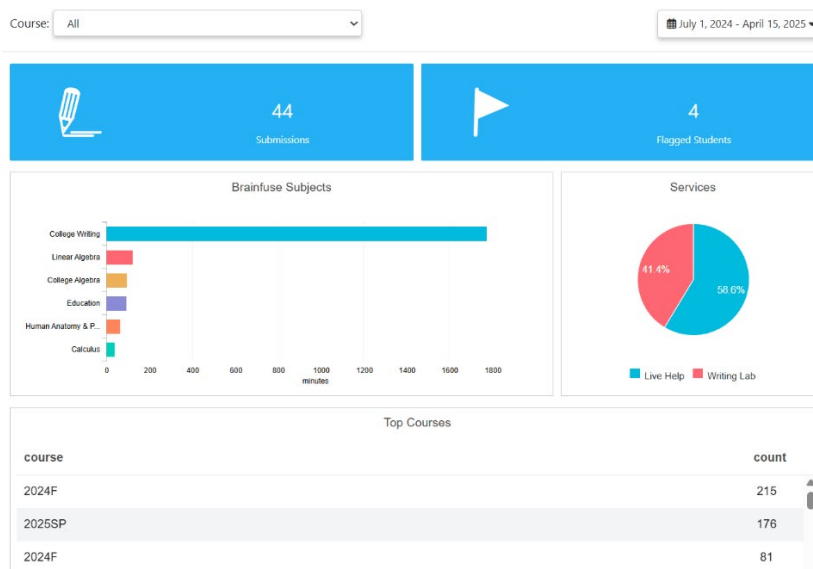 Course: All July 1, 2024 - April 15, 2025
44 4
Submissions Flagged Students
Brainfuse Subjects Services
College Writing
Linear Algebra
College Algebra
Education
Human Anatomy & P...
Calculus
0 200 400 600 800 1000 1200 1400 1600 1800
minutes
41.4%
58.6%
Live Help Writing Lab
Top Courses
course count
2024F 215
2025SP 176
2024F 81